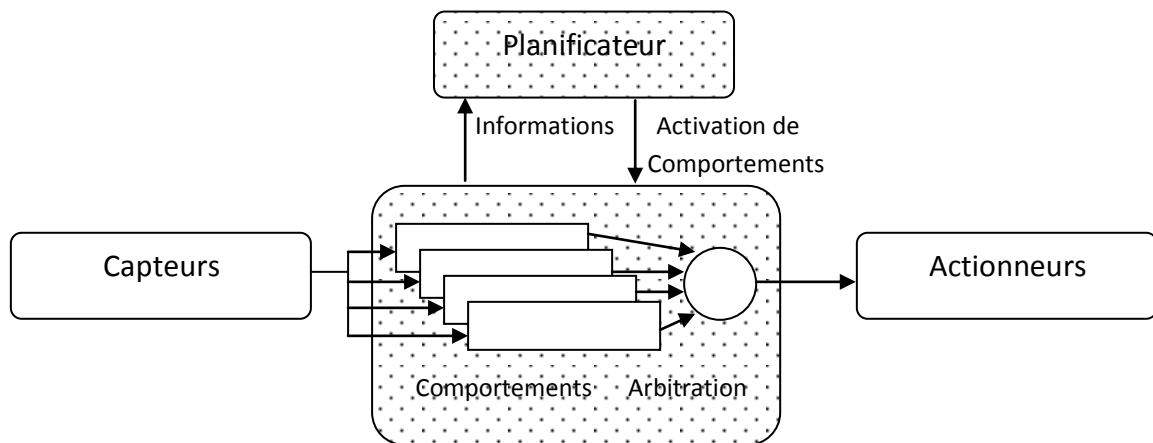 Planificateur
Informations
Activation de
Comportements
Capteurs
Actionneurs
Comportements
Arbitration